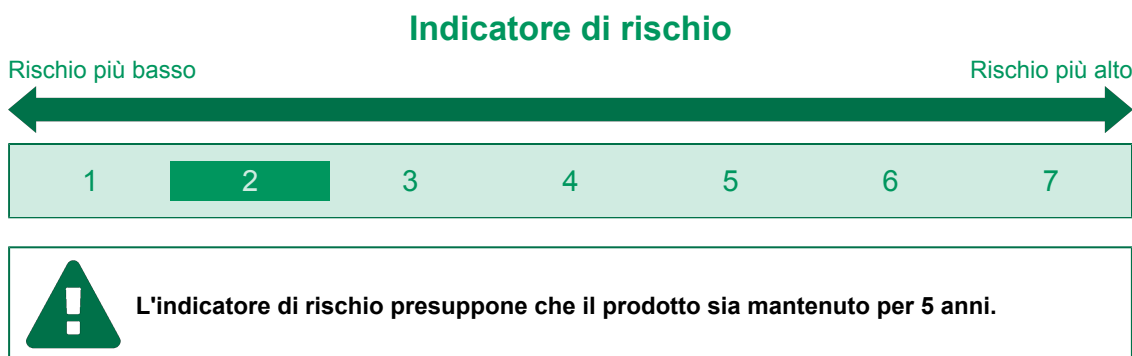 Indicatore di rischio
Rischio più basso Rischio più alto
1 2 3 4 5 6 7
L'indicatore di rischio presuppone che il prodotto sia mantenuto per 5 anni.